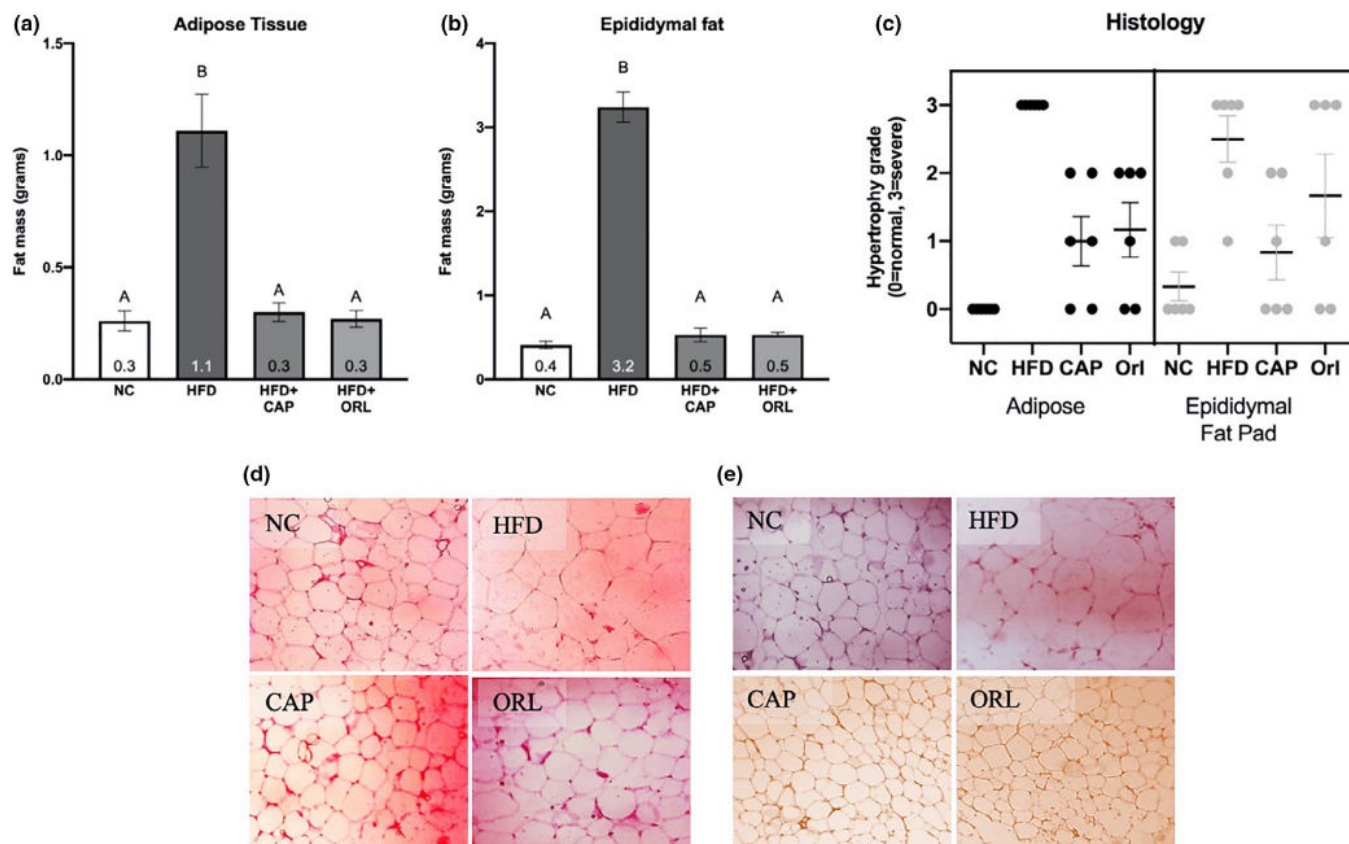 (a)
Adipose Tissue
Fat mass (grams)
1.5
1.0
0.5
0.0
A
B
A
A
0.3
1.1
0.3
0.3
NC
HFD
HFD+
CAP
HFD+
ORL
(b)
Epididymal fat
Fat mass (grams)
4
3
2
1
0
A
B
A
A
0.4
3.2
0.5
0.5
NC
HFD
HFD+
CAP
HFD+
ORL
(c)
Histology
Hypertrophy grade
(0=normal, 3=severe)
3
2
1
0
NC HFD CAP Orl NC HFD CAP Orl
Adipose
Epididymal
Fat Pad
(d)
NC
HFD
CAP
ORL
(e)
NC
HFD
CAP
ORL